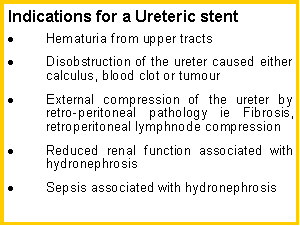 Indications for a Ureteric stent
● Hematuria from upper tracts
● Disobstruction of the ureter caused either
calculus, blood clot or tumour
● External compression of the ureter by
retro-peritoneal pathology ie Fibrosis,
retroperitoneal lymphnode compression
● Reduced renal function associated with
hydronephrosis
● Sepsis associated with hydronephrosis